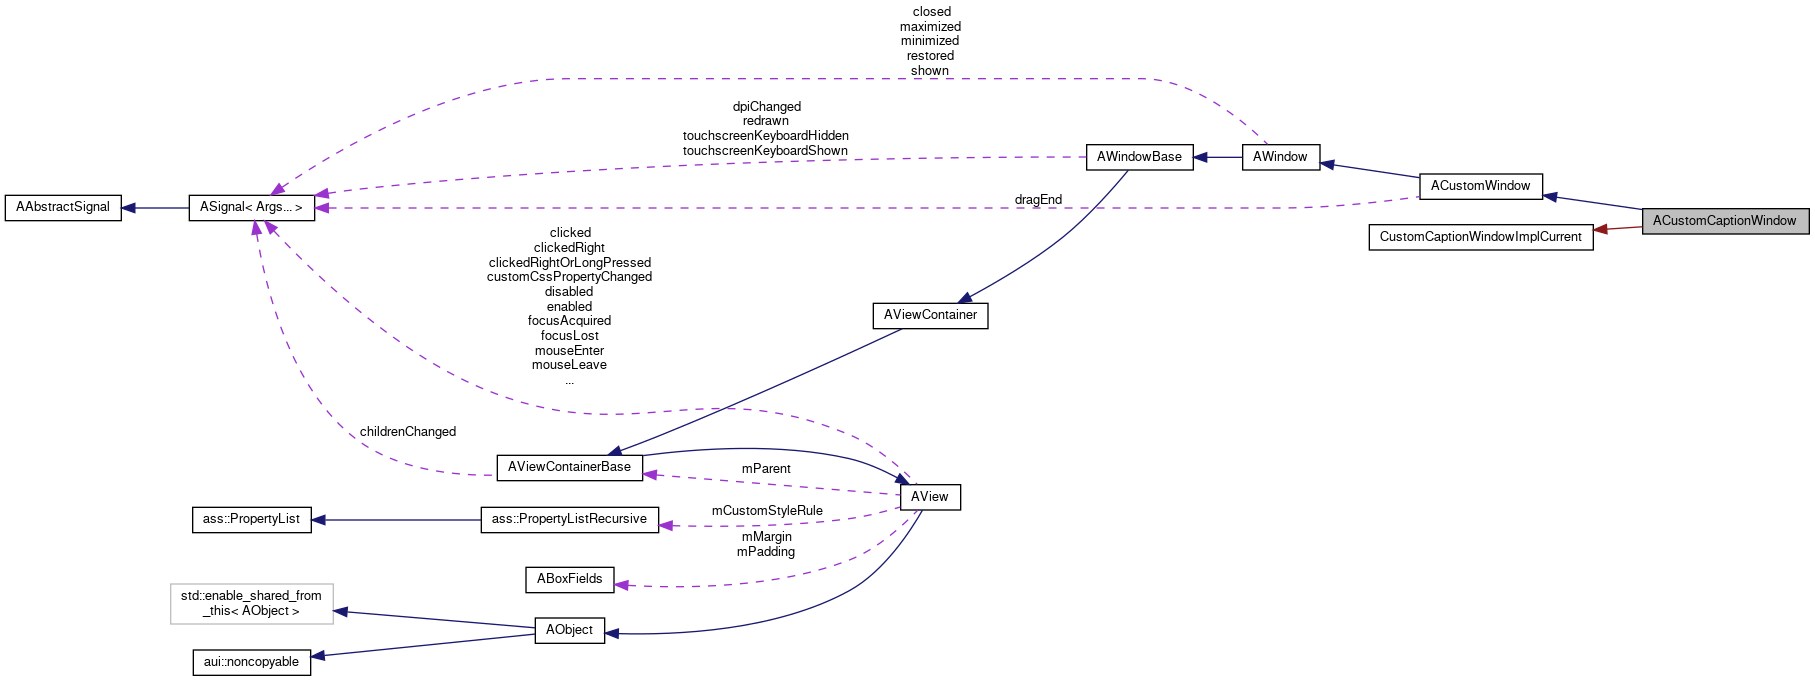 closed
maximized
minimized
restored
shown
dpiChanged
redrawn
touchscreenKeyboardHidden
touchscreenKeyboardShown
AWindowBase
AWindow
ACustomWindow
AAbstractSignal
ASignal< Args... >
dragEnd
ACustomCaptionWindow
CustomCaptionWindowImplCurrent
clicked
clickedRight
clickedRightOrLongPressed
customCssPropertyChanged
disabled
enabled
focusAcquired
focusLost
mouseEnter
mouseLeave
...
AViewContainer
childrenChanged
AViewContainerBase
mParent
AView
mCustomStyleRule
ass::PropertyList
ass::PropertyListRecursive
mMargin
mPadding
ABoxFields
std::enable_shared_from
_this< AObject >
AObject
aui::noncopyable